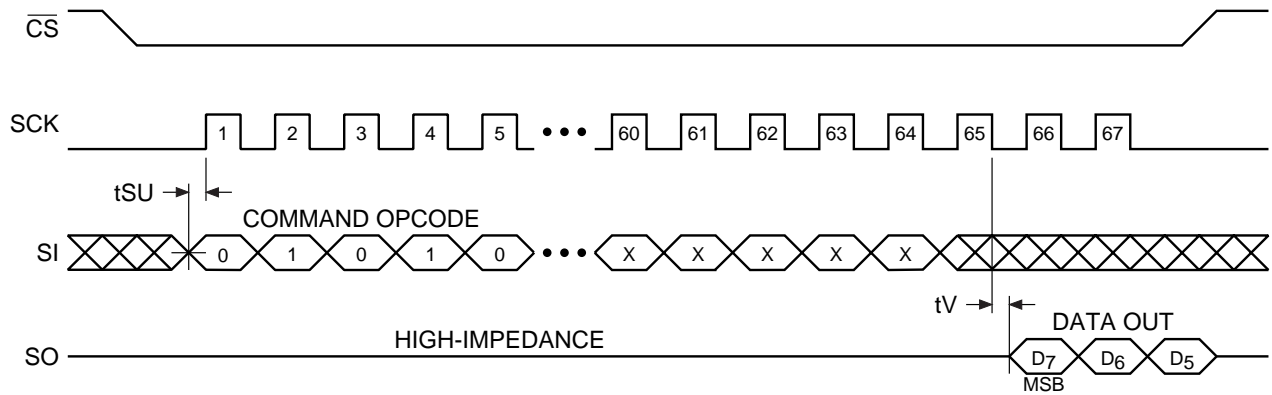 CS
SCK 1 2 3 4 5 ••• 60 61 62 63 64 65 66 67
tSU
COMMAND OPCODE
SI 0 1 0 1 0 ••• X X X X X
tV
HIGH-IMPEDANCE DATA OUT
SO D7 D6 D5
MSB